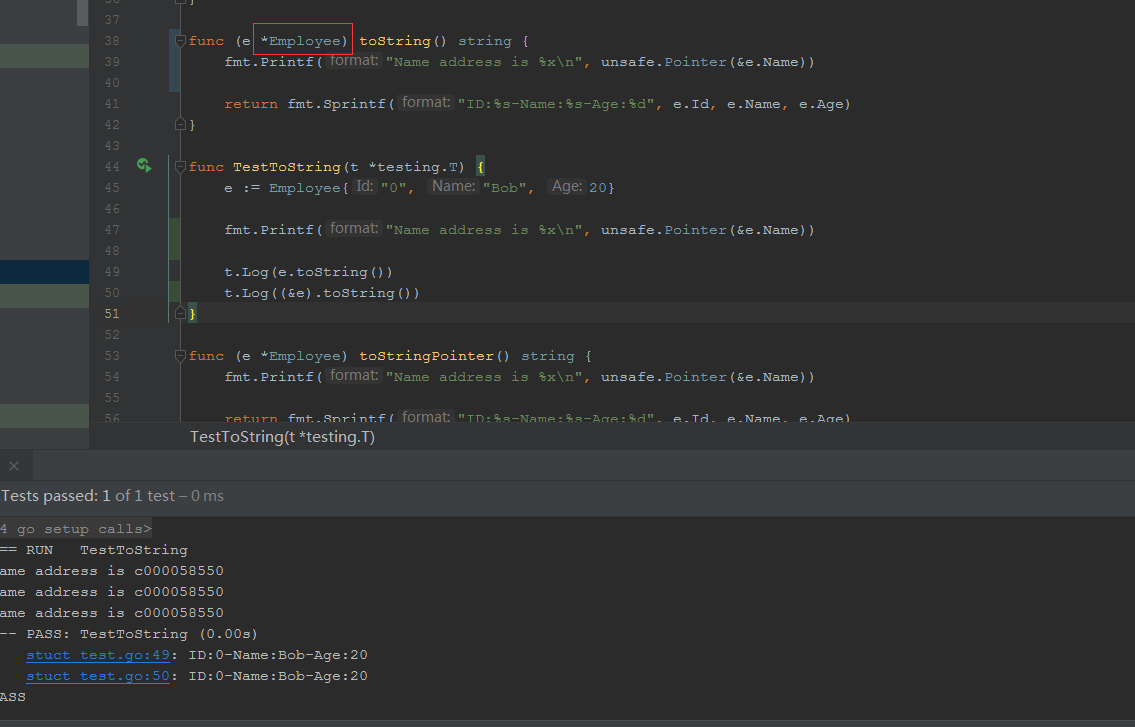 37
38 func (e *Employee) toString() string {
39 fmt.Printf( format: "Name address is %x\n", unsafe.Pointer(&e.Name))
40
41 return fmt.Sprintf( format: "ID:%s-Name:%s-Age:%d", e.Id, e.Name, e.Age)
42 }
43
44 func TestToString(t *testing.T) {
45 e := Employee{ Id: "0", Name: "Bob", Age: 20}
46
47 fmt.Printf( format: "Name address is %x\n", unsafe.Pointer(&e.Name))
48
49 t.Log(e.toString())
50 t.Log((&e).toString())
51 }
52
53 func (e *Employee) toStringPointer() string {
54 fmt.Printf( format: "Name address is %x\n", unsafe.Pointer(&e.Name))
55
56 return fmt.Sprintf( format: "ID:%s-Name:%s-Age:%d", e.Id, e.Name, e.Age)
TestToString(t *testing.T)
Tests passed: 1 of 1 test – 0 ms
4 go setup calls>
== RUN TestToString
ame address is c000058550
ame address is c000058550
ame address is c000058550
-- PASS: TestToString (0.00s)
stuct_test.go:49: ID:0-Name:Bob-Age:20
stuct_test.go:50: ID:0-Name:Bob-Age:20
ASS